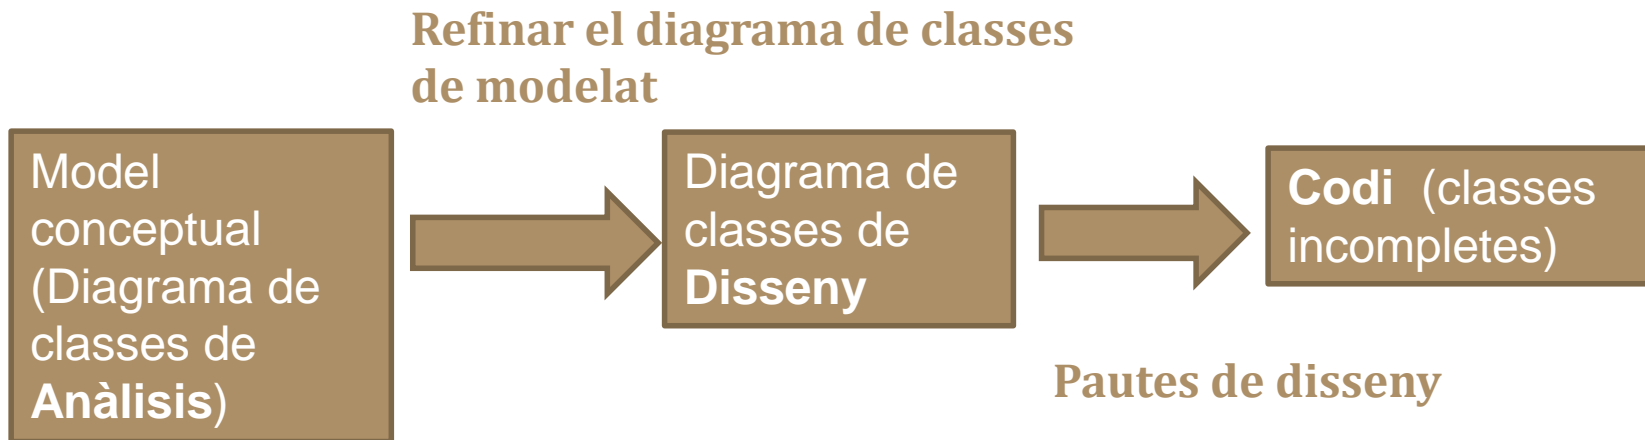 Refinar el diagrama de classes
de modelat
Model
conceptual
(Diagrama de
classes de
Anàlisis)
Diagrama de
classes de
Disseny
Codi (classes
incompletes)
Pautes de disseny